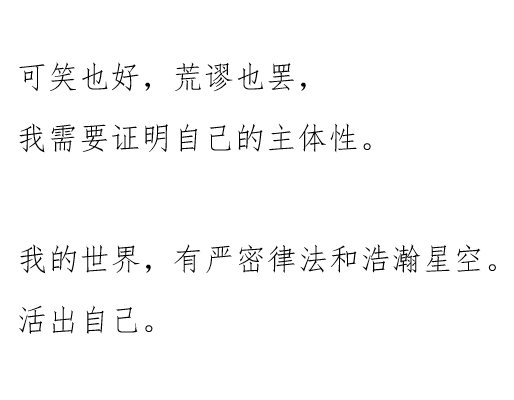 可笑也好，荒谬也罢，
我需要证明自己的主体性。
我的世界，有严密律法和浩瀚星空。
活出自己。